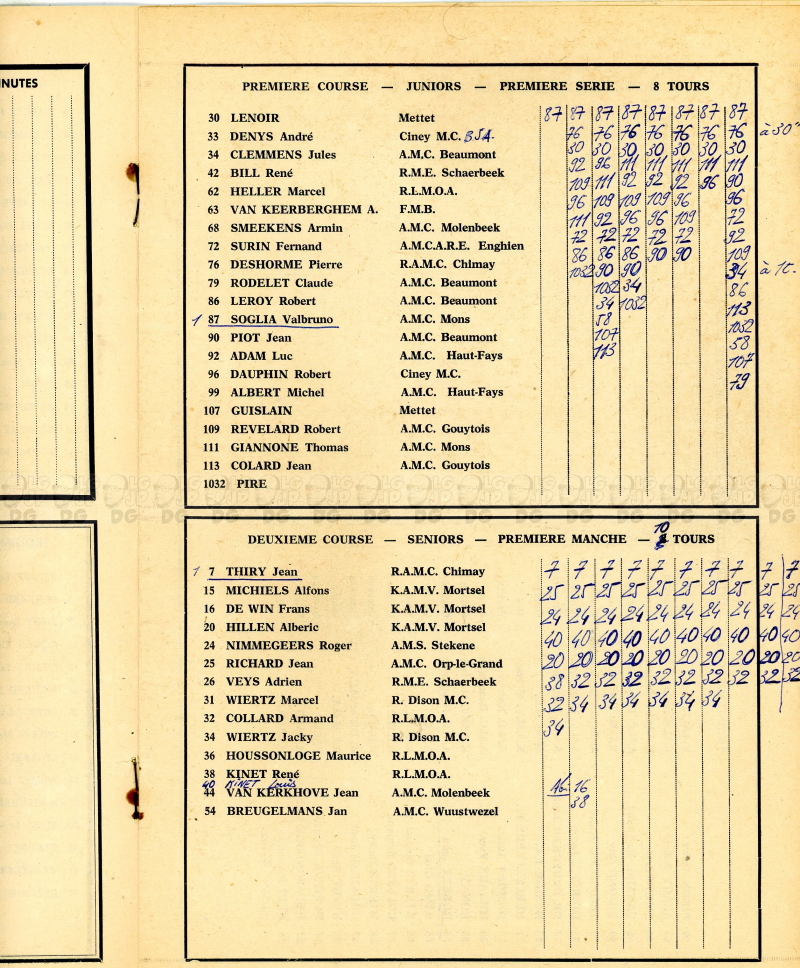 NUTES
PREMIERE COURSE — JUNIORS — PREMIERE SERIE — 8 TOURS
30 LENOIR Mettet 87 87 87 87 87 87 87 87
33 DENYS André Ciney M.C. BSA. 76 76 76 76 76 76 76 à 30"
34 CLEMMENS Jules A.M.C. Beaumont 30 30 30 30 30 30 30
42 BILL René R.M.E. Schaerbeek 92 96 111 111 111 111 111
62 HELLER Marcel R.L.M.O.A. 109 111 92 92 92 96 90
63 VAN KEERBERGHEM A. F.M.B. 96 109 109 109 96 96
68 SMEEKENS Armin A.M.C. Molenbeek 111 92 96 96 109 72
72 SURIN Fernand A.M.C.A.R.E. Enghien 72 72 72 72 72 92
76 DESHORME Pierre R.A.M.C. Chimay 86 86 86 90 90 109
79 RODELET Claude A.M.C. Beaumont 1032 90 90 34 à 1t.
86 LEROY Robert A.M.C. Beaumont 1032 34 86
1 87 SOGLIA Valbruno A.M.C. Mons 34 1032 113
90 PIOT Jean A.M.C. Beaumont 58 1032
92 ADAM Luc A.M.C. Haut-Fays 107 58
96 DAUPHIN Robert Ciney M.C. 113 107
99 ALBERT Michel A.M.C. Haut-Fays 79
107 GUISLAIN Mettet
109 REVELARD Robert A.M.C. Gouytois
111 GIANNONE Thomas A.M.C. Mons
113 COLARD Jean A.M.C. Gouytois
1032 PIRE
DEUXIEME COURSE — SENIORS — PREMIERE MANCHE — 10 TOURS
1 7 THIRY Jean R.A.M.C. Chimay 7 7 7 7 7 7 7 7 7 7
15 MICHIELS Alfons K.A.M.V. Mortsel 25 25 25 25 25 25 25 25 25 25
16 DE WIN Frans K.A.M.V. Mortsel 24 24 24 24 24 24 24 24 24 24
20 HILLEN Alberic K.A.M.V. Mortsel 40 40 40 40 40 40 40 40 40 40
24 NIMMEGEERS Roger A.M.S. Stekene 20 20 20 20 20 20 20 20 20 20
25 RICHARD Jean A.M.C. Orp-le-Grand 38 32 32 32 32 32 32 32 32 32
26 VEYS Adrien R.M.E. Schaerbeek 32 34 34 34 34 34 34
31 WIERTZ Marcel R. Dison M.C. 34
32 COLLARD Armand R.L.M.O.A.
34 WIERTZ Jacky R. Dison M.C.
36 HOUSSONLOGE Maurice R.L.M.O.A.
38 KINET René R.L.M.O.A.
40 KINET Louis
44 VAN KERKHOVE Jean A.M.C. Molenbeek Ab: 16
54 BREUGELMANS Jan A.M.C. Wuustwezel 38